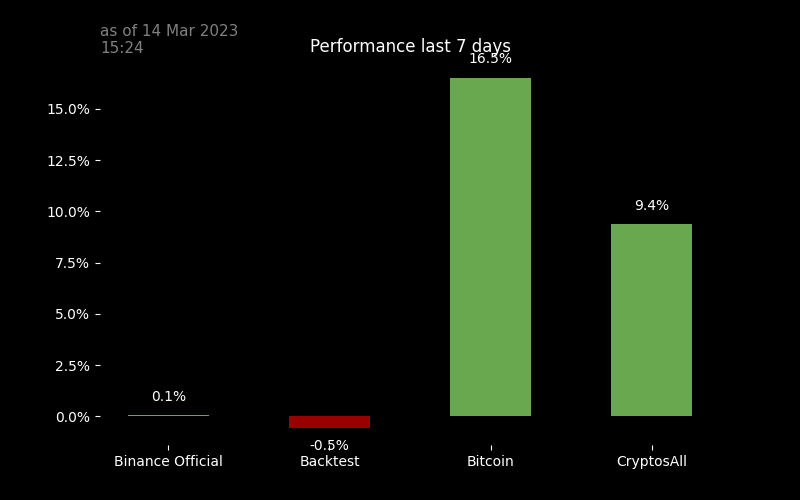 as of 14 Mar 2023
15:24
Performance last 7 days
16.5%
15.0%
12.5%
10.0%
9.4%
7.5%
5.0%
2.5%
0.1%
0.0%
-0.5%
Binance Official
Backtest
Bitcoin
CryptosAll